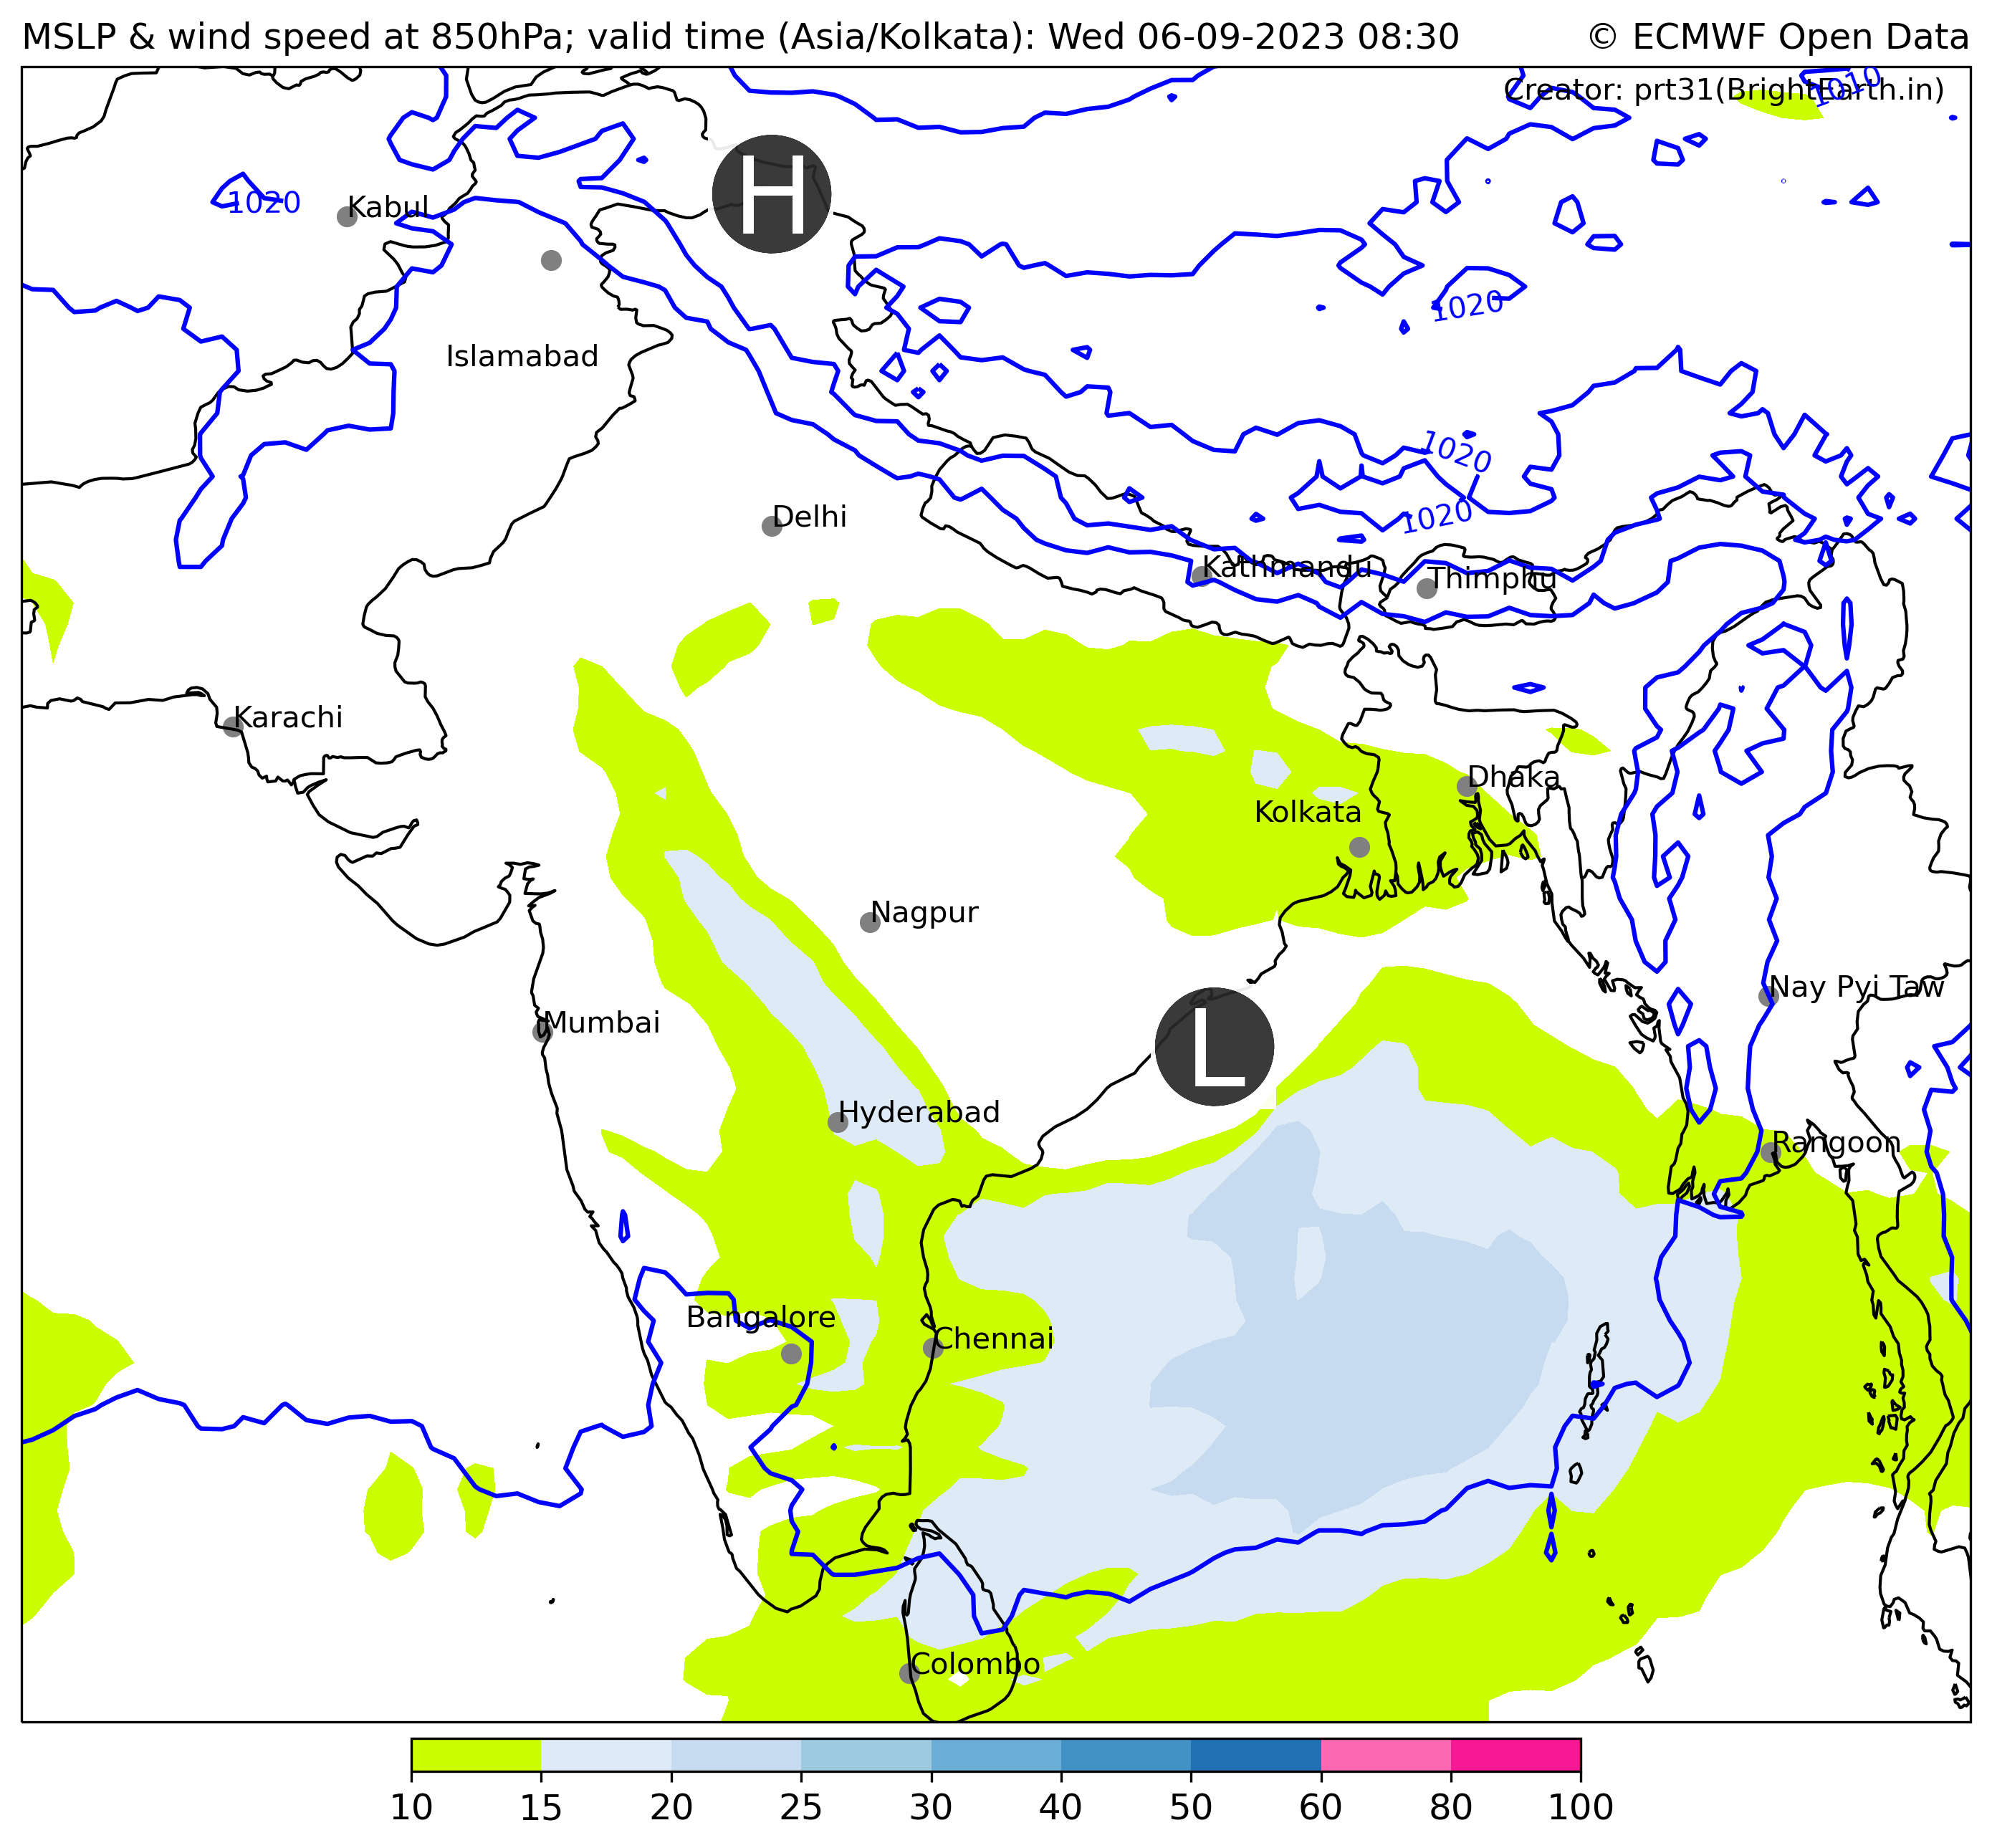 MSLP & wind speed at 850hPa; valid time (Asia/Kolkata): Wed 06-09-2023 08:30
© ECMWF Open Data
Creator: prt31(BrightEarth.in)
1010
H
1020
Kabul
1020
Islamabad
1020
1020
Delhi
Kathmandu
Thimphu
Karachi
Dhaka
Kolkata
Nagpur
Nay Pyi Taw
Mumbai
L
Hyderabad
Rangoon
Bangalore
Chennai
Colombo
10 15 20 25 30 40 50 60 80 100